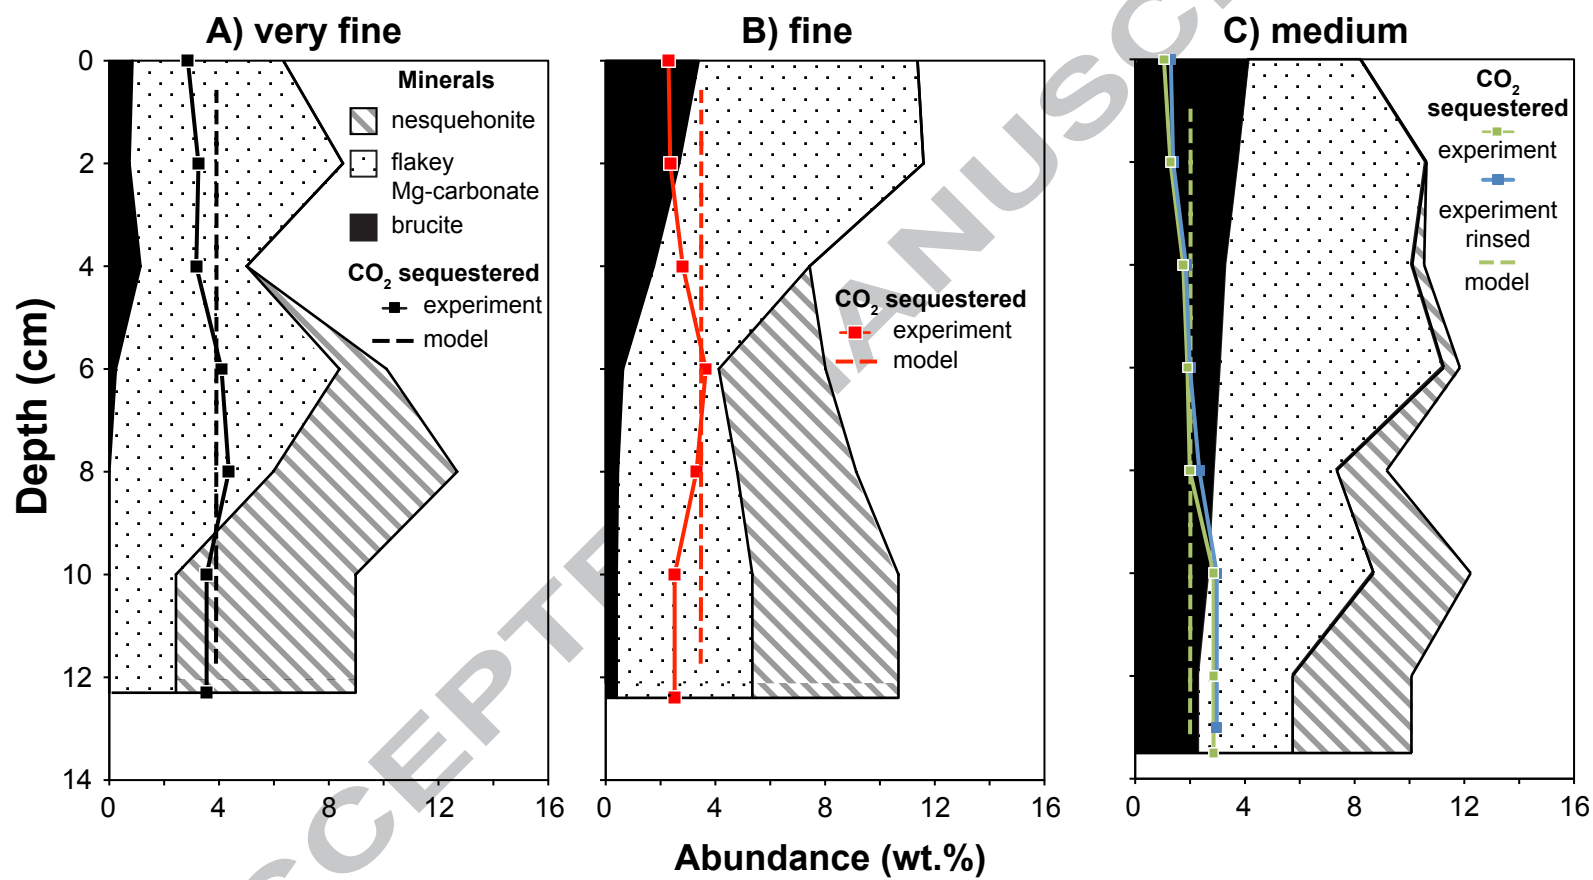 A) very fine
B) fine
C) medium
Minerals
nesquehonite
flakey
Mg-carbonate
brucite
CO2 sequestered
experiment
model
CO2 sequestered
experiment
model
CO2
sequestered
experiment
experiment
rinsed
model
Depth (cm)
0
2
4
6
8
10
12
14
0 4 8 12 16
0 4 8 12 16
0 4 8 12 16
Abundance (wt.%)